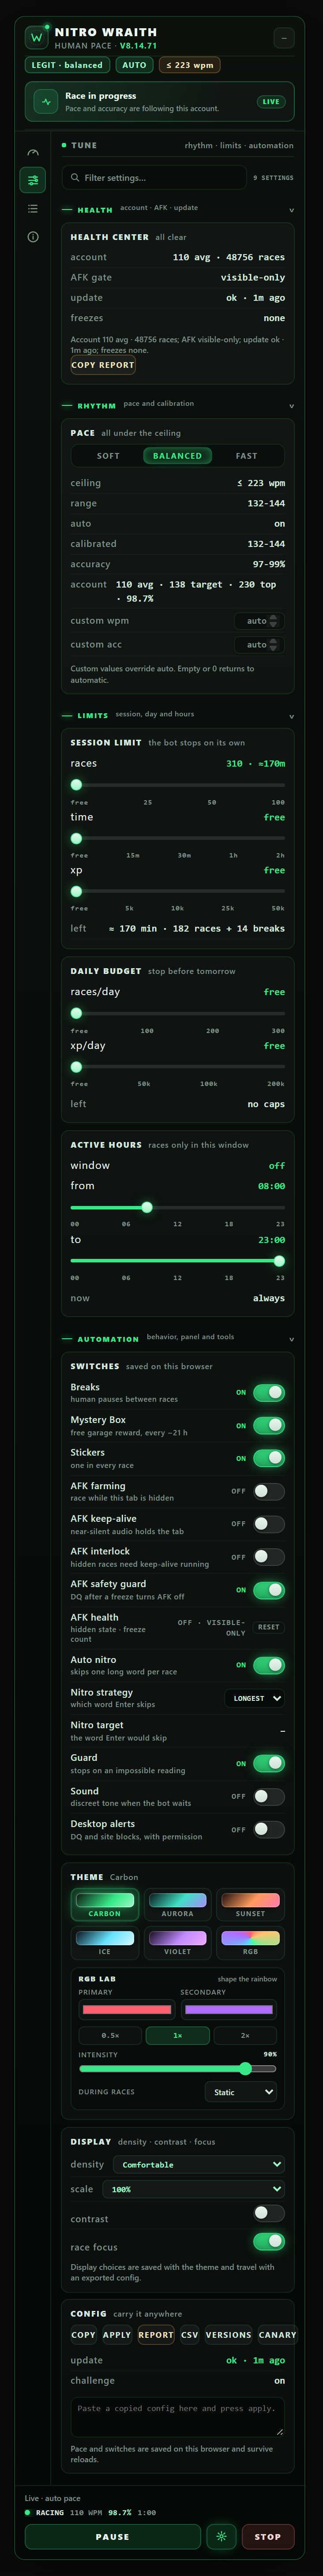 NITRO WRAITH
HUMAN PACE · V8.14.71
LEGIT · balanced
AUTO
≤ 223 wpm
Race in progress
Pace and accuracy are following this account.
LIVE
TUNE
rhythm · limits · automation
Filter settings...
9 SETTINGS
HEALTH account · AFK · update
HEALTH CENTER all clear
account 110 avg · 48756 races
AFK gate visible-only
update ok · 1m ago
freezes none
Account 110 avg · 48756 races; AFK visible-only; update ok ·
1m ago; freezes none.
COPY REPORT
RHYTHM pace and calibration
PACE all under the ceiling
SOFT BALANCED FAST
ceiling ≤ 223 wpm
range 132-144
auto on
calibrated 132-144
accuracy 97-99%
account 110 avg · 138 target · 230 top
· 98.7%
custom wpm auto
custom acc auto
Custom values override auto. Empty or 0 returns to
automatic.
LIMITS session, day and hours
SESSION LIMIT the bot stops on its own
races 310 · ≈170m
free 25 50 100
time free
free 15m 30m 1h 2h
xp free
free 5k 10k 25k 50k
left ≈ 170 min · 182 races + 14 breaks
DAILY BUDGET stop before tomorrow
races/day free
free 100 200 300
xp/day free
free 50k 100k 200k
left no caps
ACTIVE HOURS races only in this window
window off
from 08:00
00 06 12 18 23
to 23:00
00 06 12 18 23
now always
AUTOMATION behavior, panel and tools
SWITCHES saved on this browser
Breaks
human pauses between races
ON
Mystery Box
free garage reward, every ~21 h
ON
Stickers
one in every race
ON
AFK farming
race while this tab is hidden
OFF
AFK keep-alive
near-silent audio holds the tab
OFF
AFK interlock
hidden races need keep-alive running
OFF
AFK safety guard
DQ after a freeze turns AFK off
ON
AFK health
hidden state · freeze
count
OFF · VISIBLE-
ONLY
RESET
Auto nitro
skips one long word per race
ON
Nitro strategy
which word Enter skips
LONGEST
Nitro target
the word Enter would skip
–
Guard
stops on an impossible reading
ON
Sound
discreet tone when the bot waits
OFF
Desktop alerts
DQ and site blocks, with permission
OFF
THEME Carbon
CARBON AURORA SUNSET
ICE VIOLET RGB
RGB LAB shape the rainbow
PRIMARY SECONDARY
0.5× 1× 2×
INTENSITY 90%
DURING RACES Static
DISPLAY density · contrast · focus
density Comfortable
scale 100%
contrast
race focus
Display choices are saved with the theme and travel with
an exported config.
CONFIG carry it anywhere
COPY APPLY REPORT CSV VERSIONS CANARY
update ok · 1m ago
challenge on
Paste a copied config here and press apply.
Pace and switches are saved on this browser and survive
reloads.
Live · auto pace
RACING 110 WPM 98.7% 1:00
PAUSE
STOP